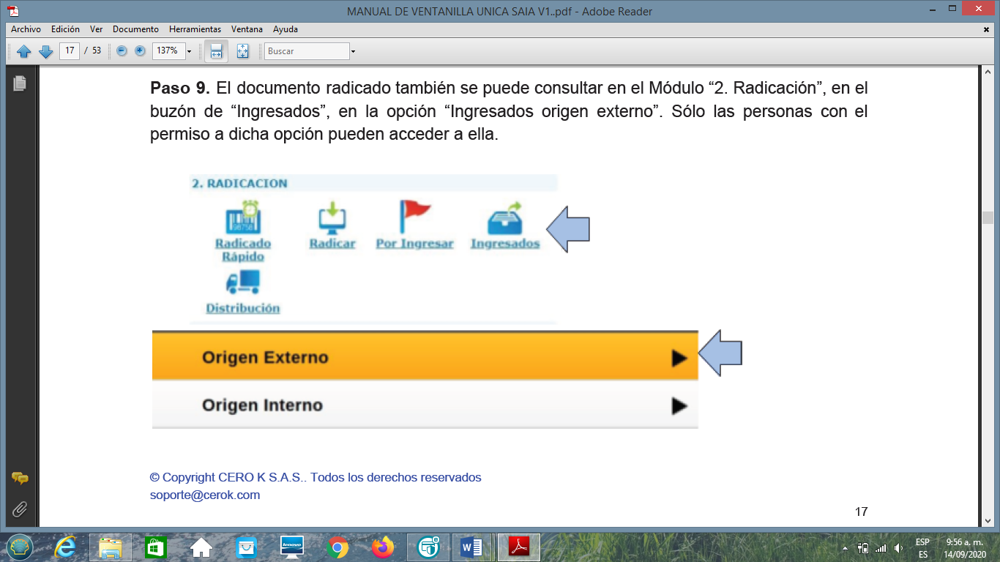 MANUAL DE VENTANILLA UNICA SAIA V1..pdf - Adobe Reader
Archivo Edición Ver Documento Herramientas Ventana Ayuda
17 / 53 137% Buscar
Paso 9. El documento radicado también se puede consultar en el Módulo “2. Radicación”, en el
buzón de “Ingresados”, en la opción “Ingresados origen externo”. Sólo las personas con el
permiso a dicha opción pueden acceder a ella.
2. RADICACION
98758
Radicado Rápido
Radicar
Por Ingresar
Ingresados
Distribución
Origen Externo
Origen Interno
© Copyright CERO K S.A.S.. Todos los derechos reservados
soporte@cerok.com
17
lenovo
ESP
ES
9:56 a. m.
14/09/2020